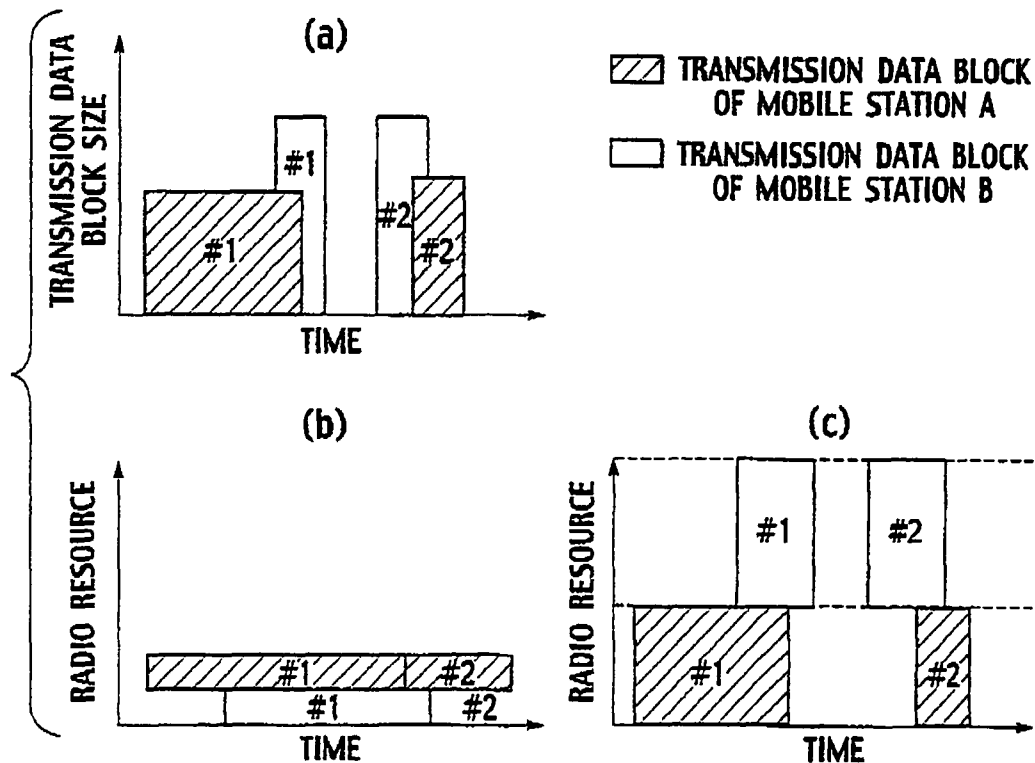 (a)
TRANSMISSION DATA
BLOCK SIZE
#1
#1
#2
#2
TIME
TRANSMISSION DATA BLOCK
OF MOBILE STATION A
TRANSMISSION DATA BLOCK
OF MOBILE STATION B
(b)
RADIO RESOURCE
#1
#2
#1
#2
TIME
(c)
RADIO RESOURCE
#1
#2
#1
#2
TIME